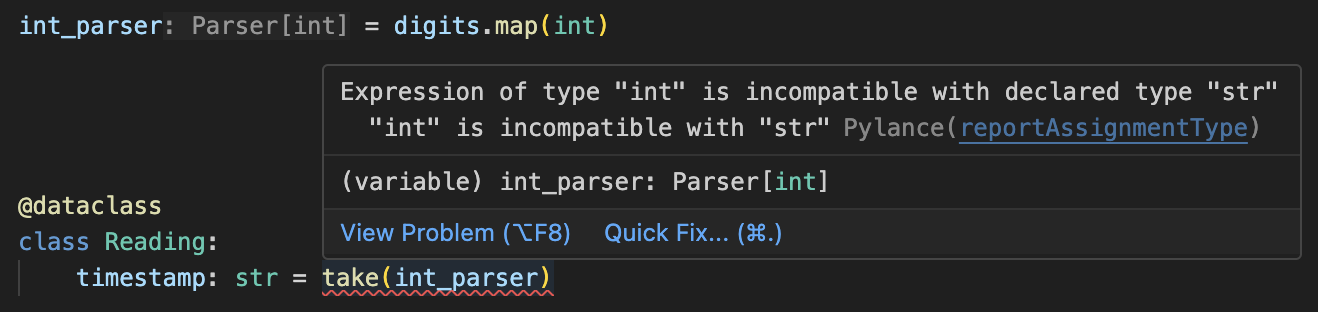 int_parser: Parser[int] = digits.map(int)
Expression of type "int" is incompatible with declared type "str"
"int" is incompatible with "str" Pylance(reportAssignmentType)
(variable) int_parser: Parser[int]
View Problem (⌥F8) Quick Fix... (⌘.)
@dataclass
class Reading:
timestamp: str = take(int_parser)